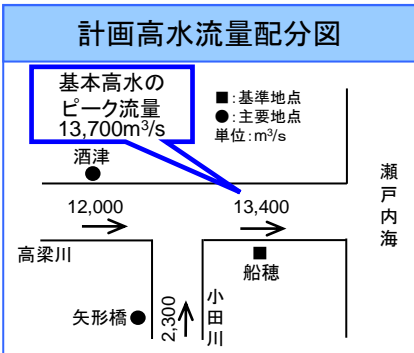 計画高水流量配分図
基本高水の
ピーク流量
13,700m³/s
■:基準地点
●:主要地点
単位:m³/s
酒津
瀬戸内海
12,000
13,400
高梁川
船穂
矢形橋
2,300
小田川